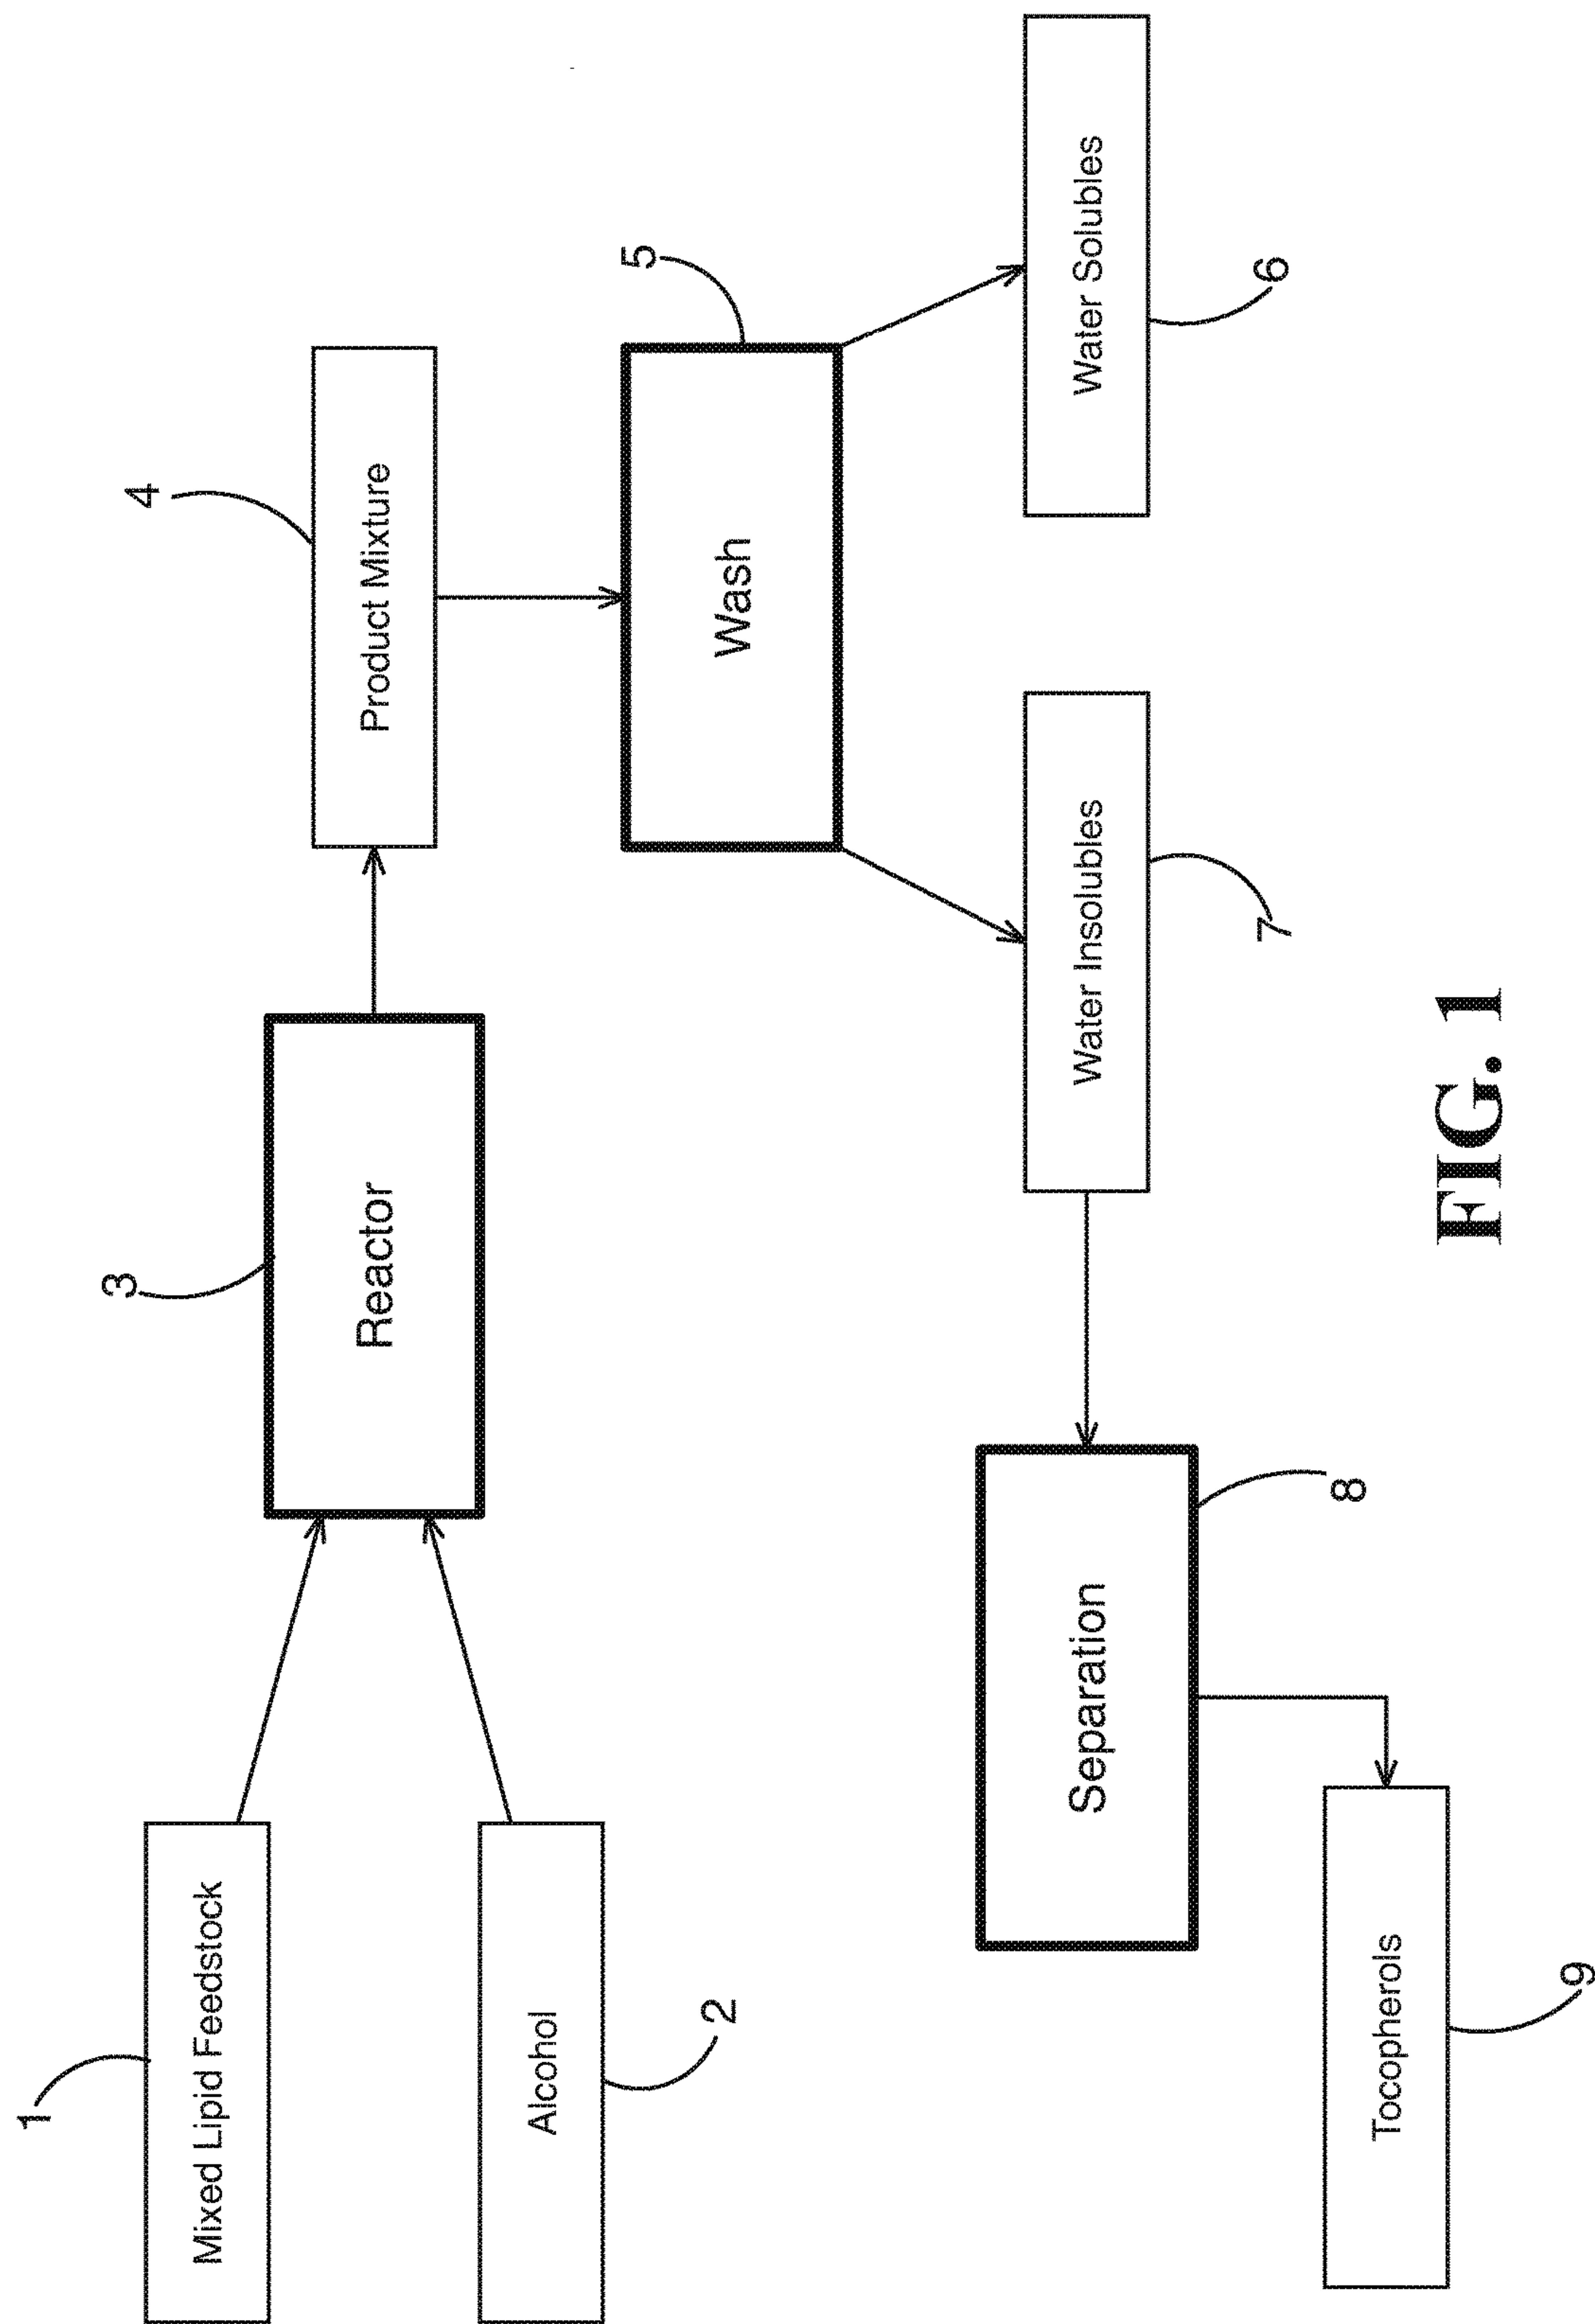 1
Mixed Lipid Feedstock
Alcohol
2
3
Reactor
4
Product Mixture
5
Wash
Water Solubles
6
Water Insolubles
7
Separation
8
Tocopherols
9
FIG. 1